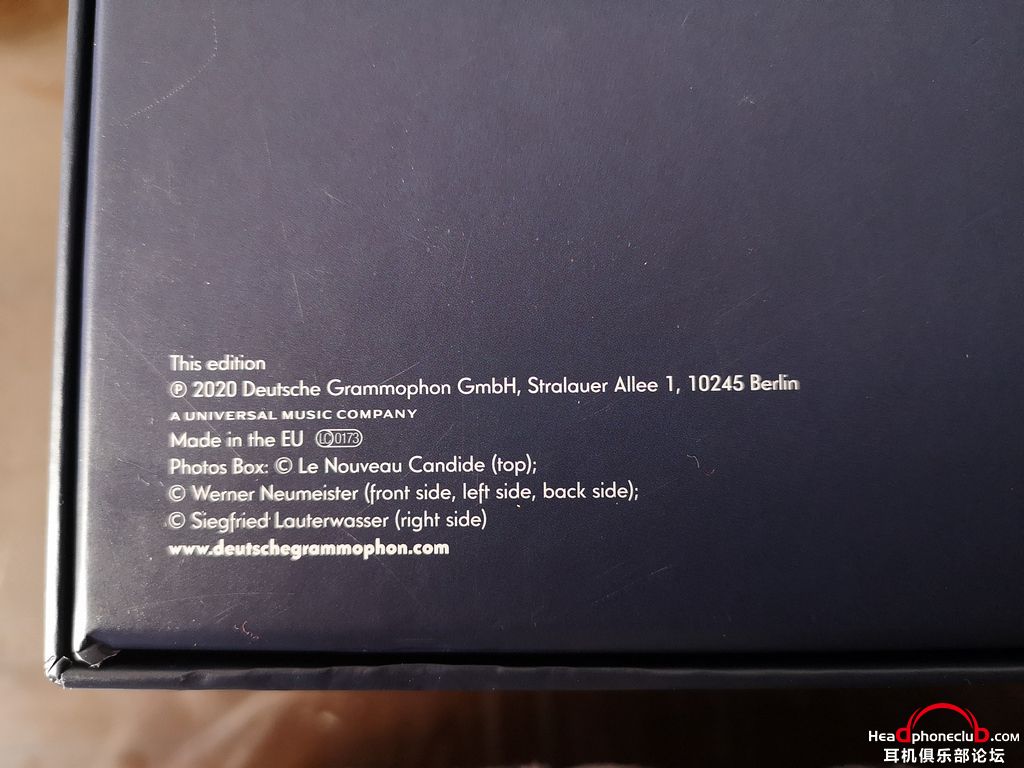 This edition
℗ 2020 Deutsche Grammophon GmbH, Stralauer Allee 1, 10245 Berlin
A UNIVERSAL MUSIC COMPANY
Made in the EU LC 0173
Photos Box: © Le Nouveau Candide (top);
© Werner Neumeister (front side, left side, back side);
© Siegfried Lauterwasser (right side)
www.deutschegrammophon.com
HeadphoneclubD.com
耳机俱乐部论坛